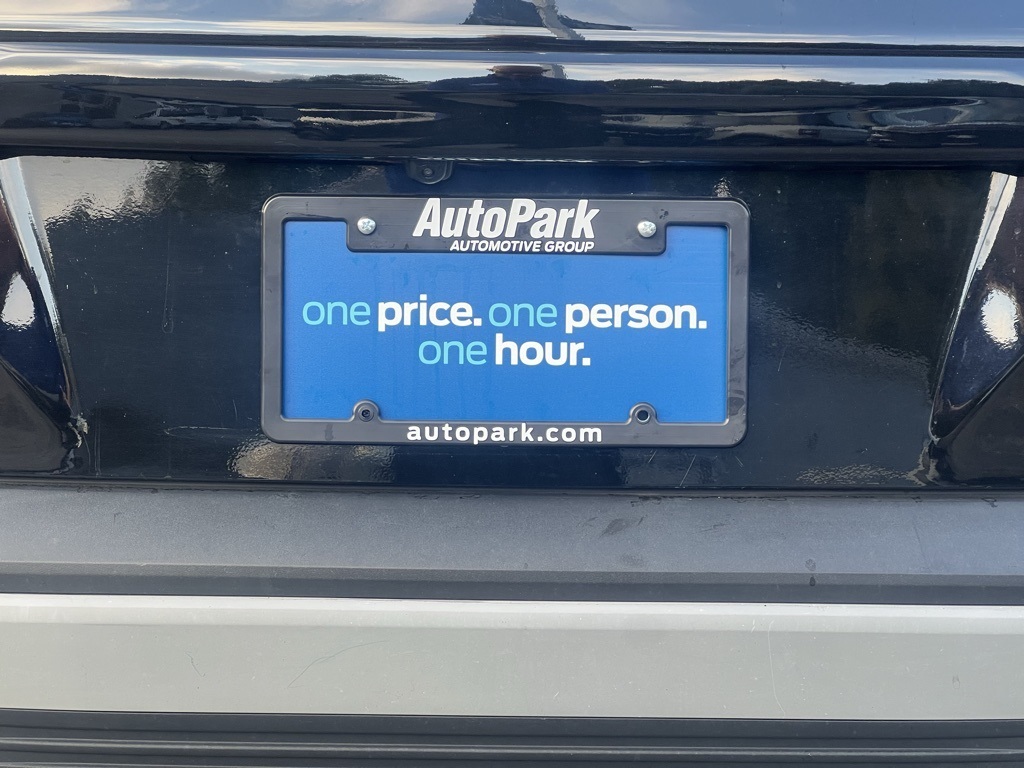 AutoPark
AUTOMOTIVE GROUP
one price. one person.
one hour.
autopark.com